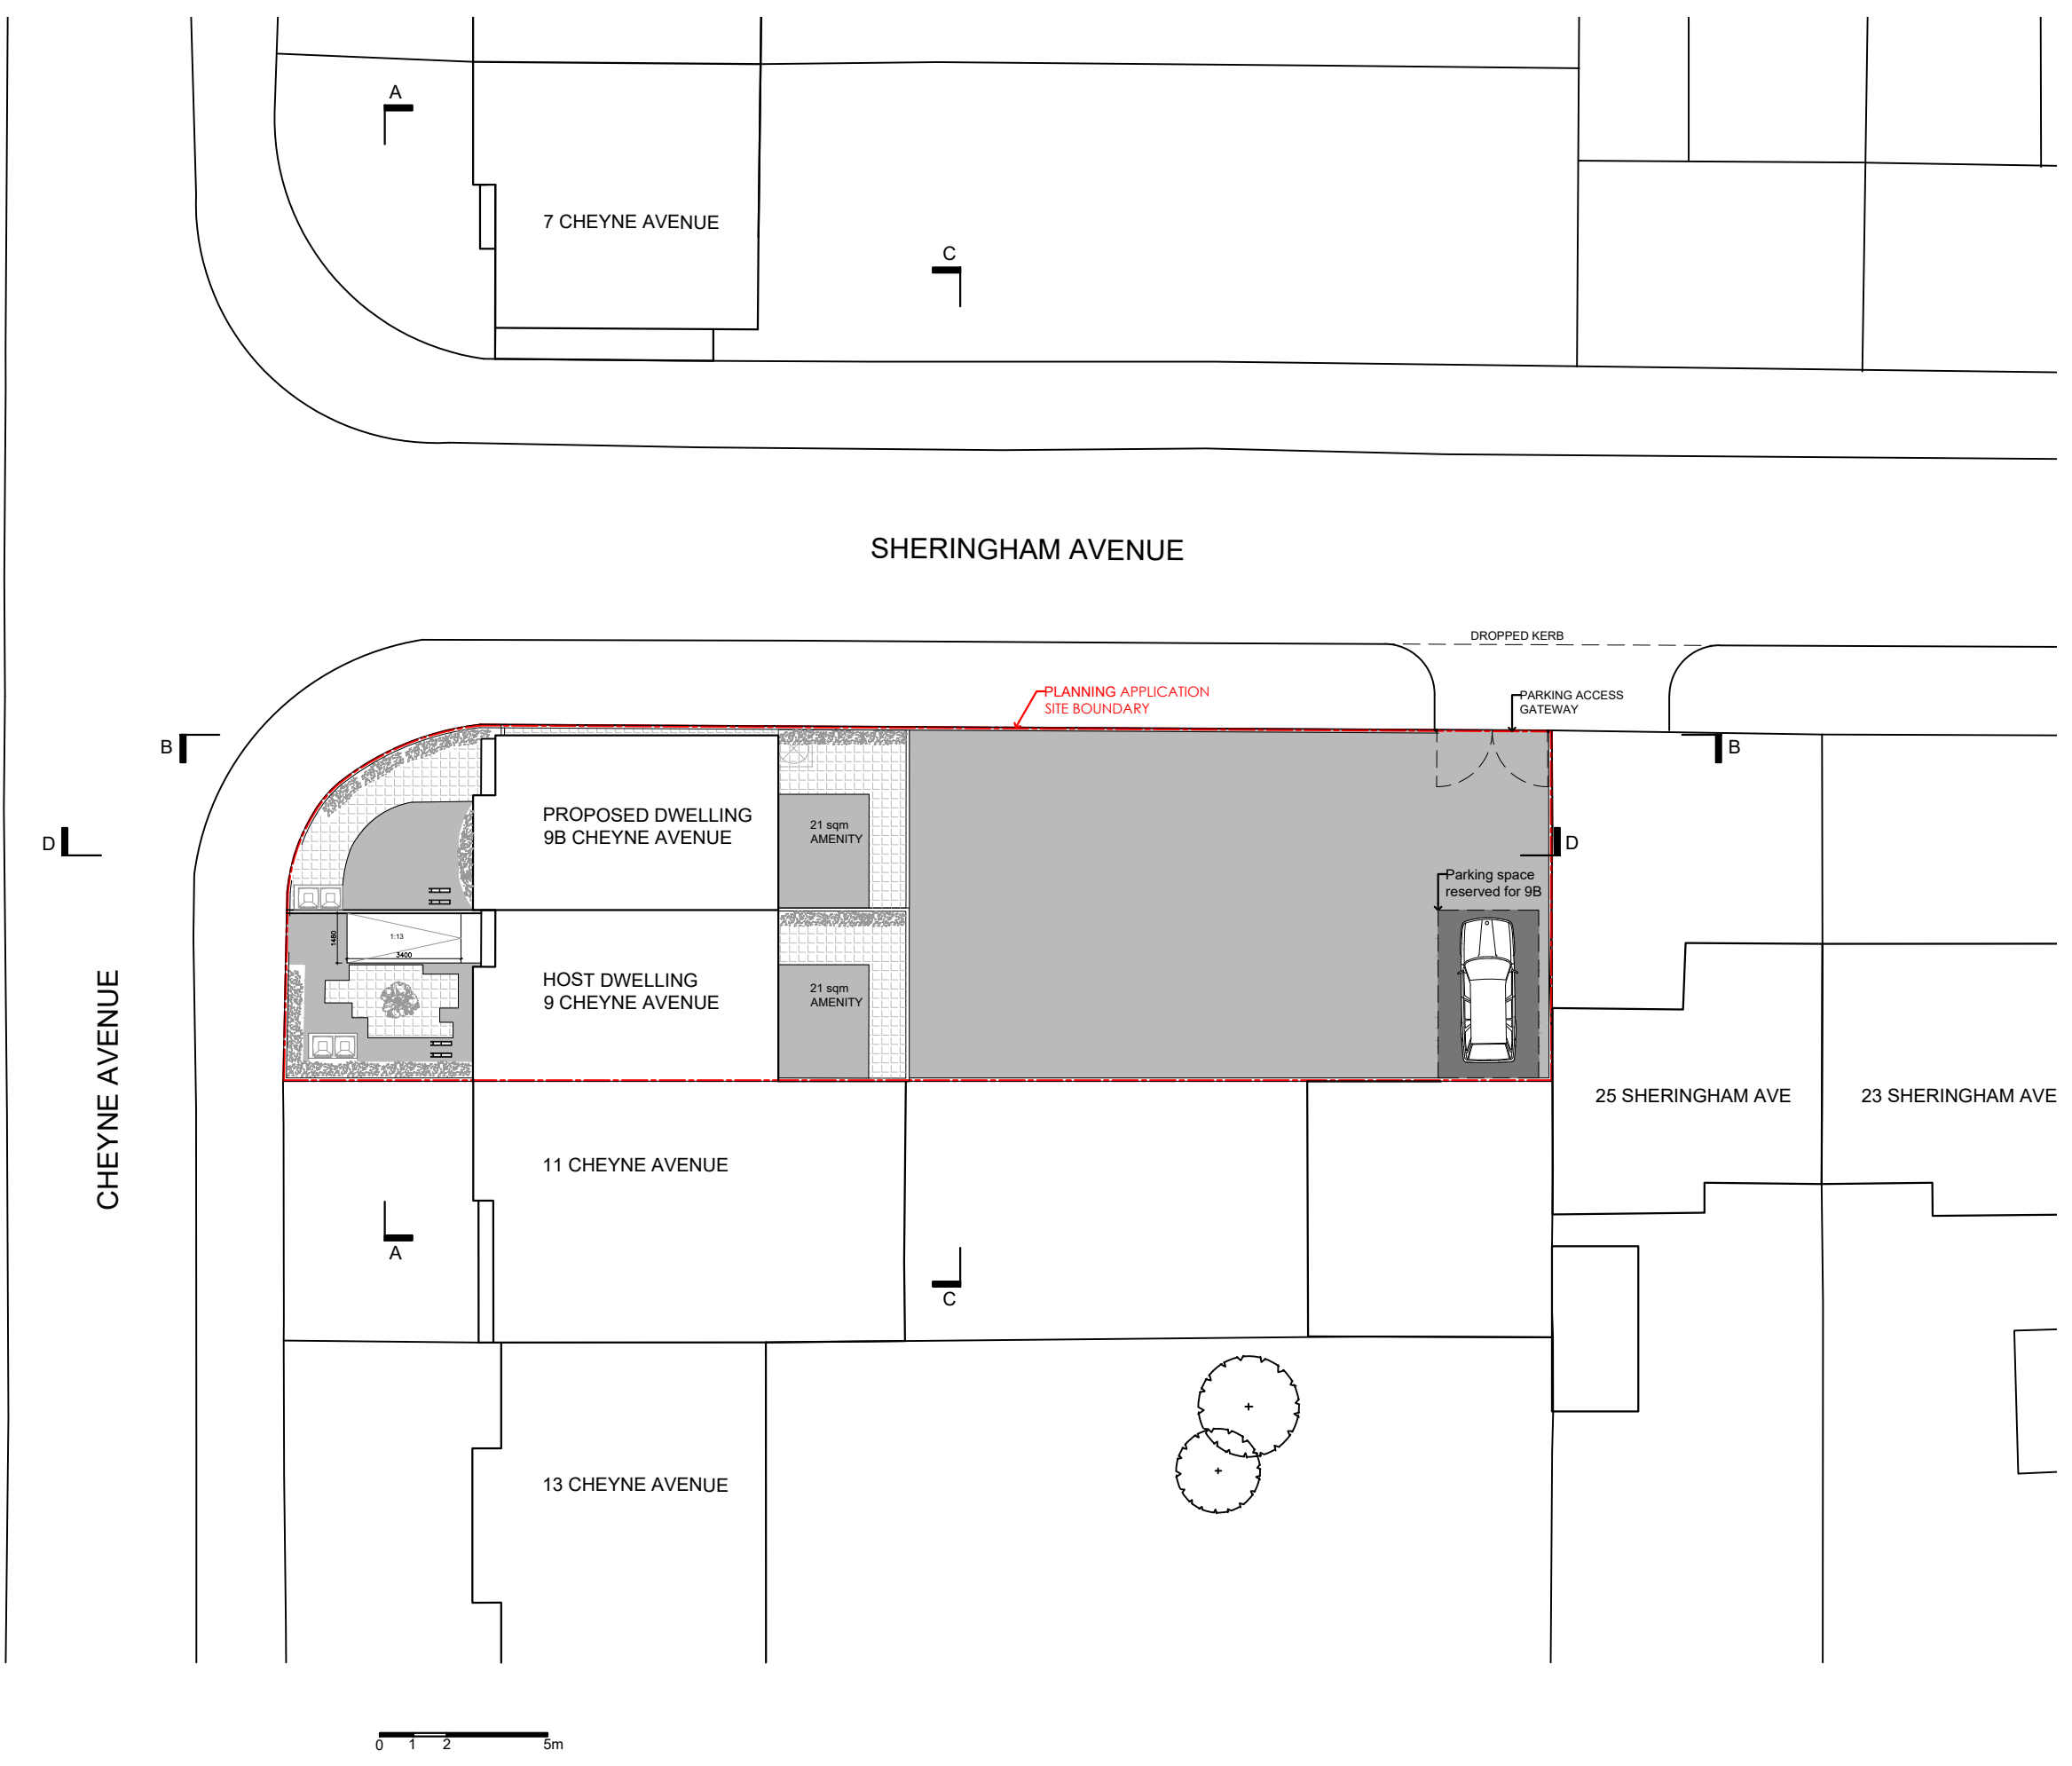 A
7 CHEYNE AVENUE
C
SHERINGHAM AVENUE
DROPPED KERB
PLANNING APPLICATION
SITE BOUNDARY
PARKING ACCESS
GATEWAY
B
B
PROPOSED DWELLING
9B CHEYNE AVENUE
21 sqm
AMENITY
D
D
Parking space
reserved for 9B
1480
1:13
3400
HOST DWELLING
9 CHEYNE AVENUE
21 sqm
AMENITY
CHEYNE AVENUE
25 SHERINGHAM AVE
23 SHERINGHAM AVE
11 CHEYNE AVENUE
A
C
13 CHEYNE AVENUE
0 1 2 5m